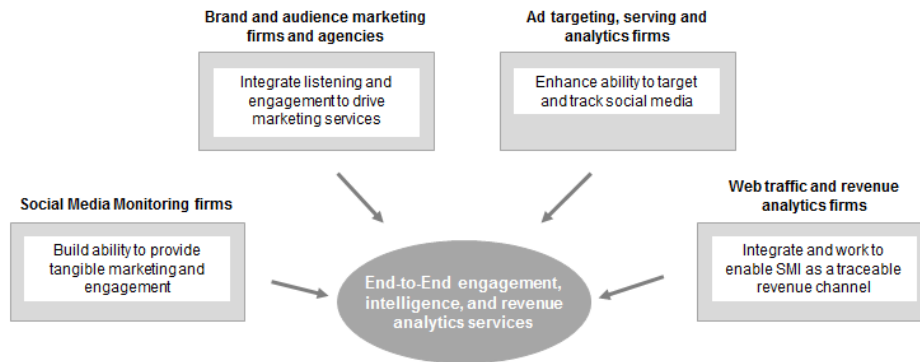 Brand and audience marketing
firms and agencies
Integrate listening and
engagement to drive
marketing services
Ad targeting, serving and
analytics firms
Enhance ability to target
and track social media
Social Media Monitoring firms
Build ability to provide
tangible marketing and
engagement
Web traffic and revenue
analytics firms
Integrate and work to
enable SMI as a traceable
revenue channel
End-to-End engagement,
intelligence, and revenue
analytics services